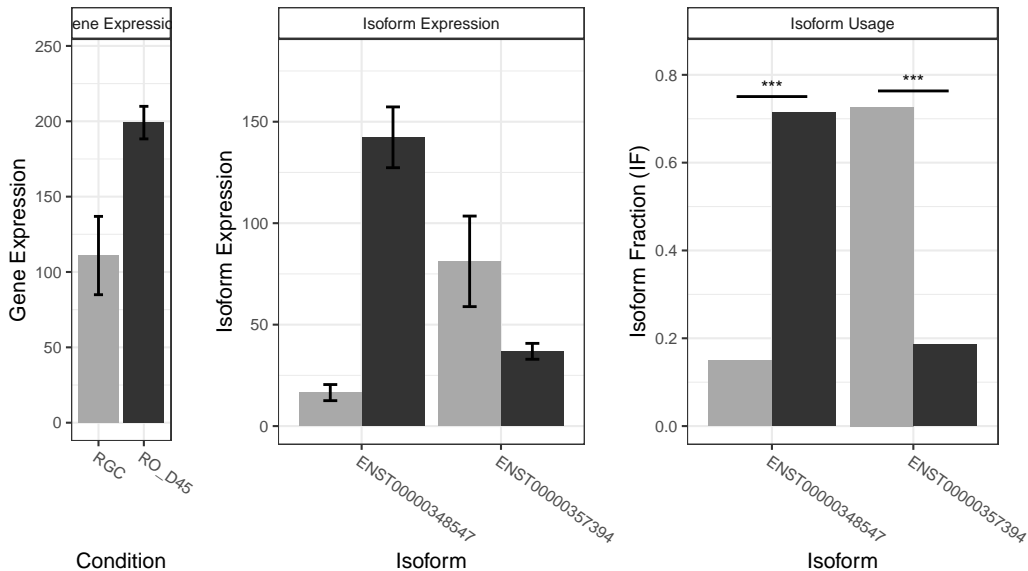 ene Expressio
Gene Expression
250
200
150
100
50
0
RGC
RO_D45
Condition
Isoform Expression
Isoform Expression
150
100
50
0
ENST00000348547
ENST00000357394
Isoform
Isoform Usage
Isoform Fraction (IF)
0.8
0.6
0.4
0.2
0.0
***
***
ENST00000348547
ENST00000357394
Isoform